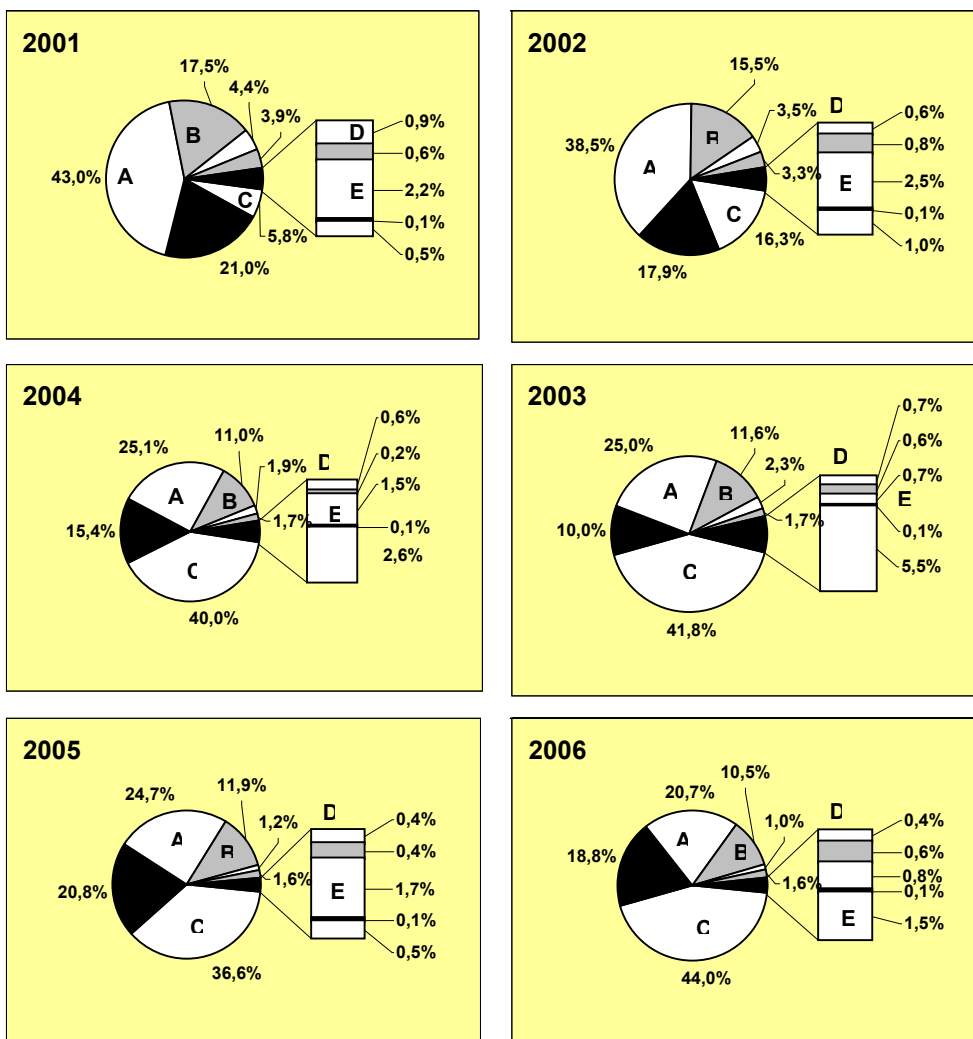 2001
17,5%
4,4%
3,9%
43,0%
A
B
C
5,8%
21,0%
D
E
0,9%
0,6%
2,2%
0,1%
0,5%
2002
15,5%
3,5%
3,3%
38,5%
A
B
C
16,3%
17,9%
D
E
0,6%
0,8%
2,5%
0,1%
1,0%
2004
25,1%
11,0%
1,9%
1,7%
15,4%
A
B
C
40,0%
D
E
0,6%
0,2%
1,5%
0,1%
2,6%
2003
25,0%
11,6%
2,3%
1,7%
10,0%
A
B
C
41,8%
D
E
0,7%
0,6%
0,7%
0,1%
5,5%
2005
24,7%
11,9%
1,2%
1,6%
20,8%
A
B
C
36,6%
D
E
0,4%
0,4%
1,7%
0,1%
0,5%
2006
20,7%
10,5%
1,0%
1,6%
18,8%
A
B
C
44,0%
D
E
0,4%
0,6%
0,8%
0,1%
1,5%